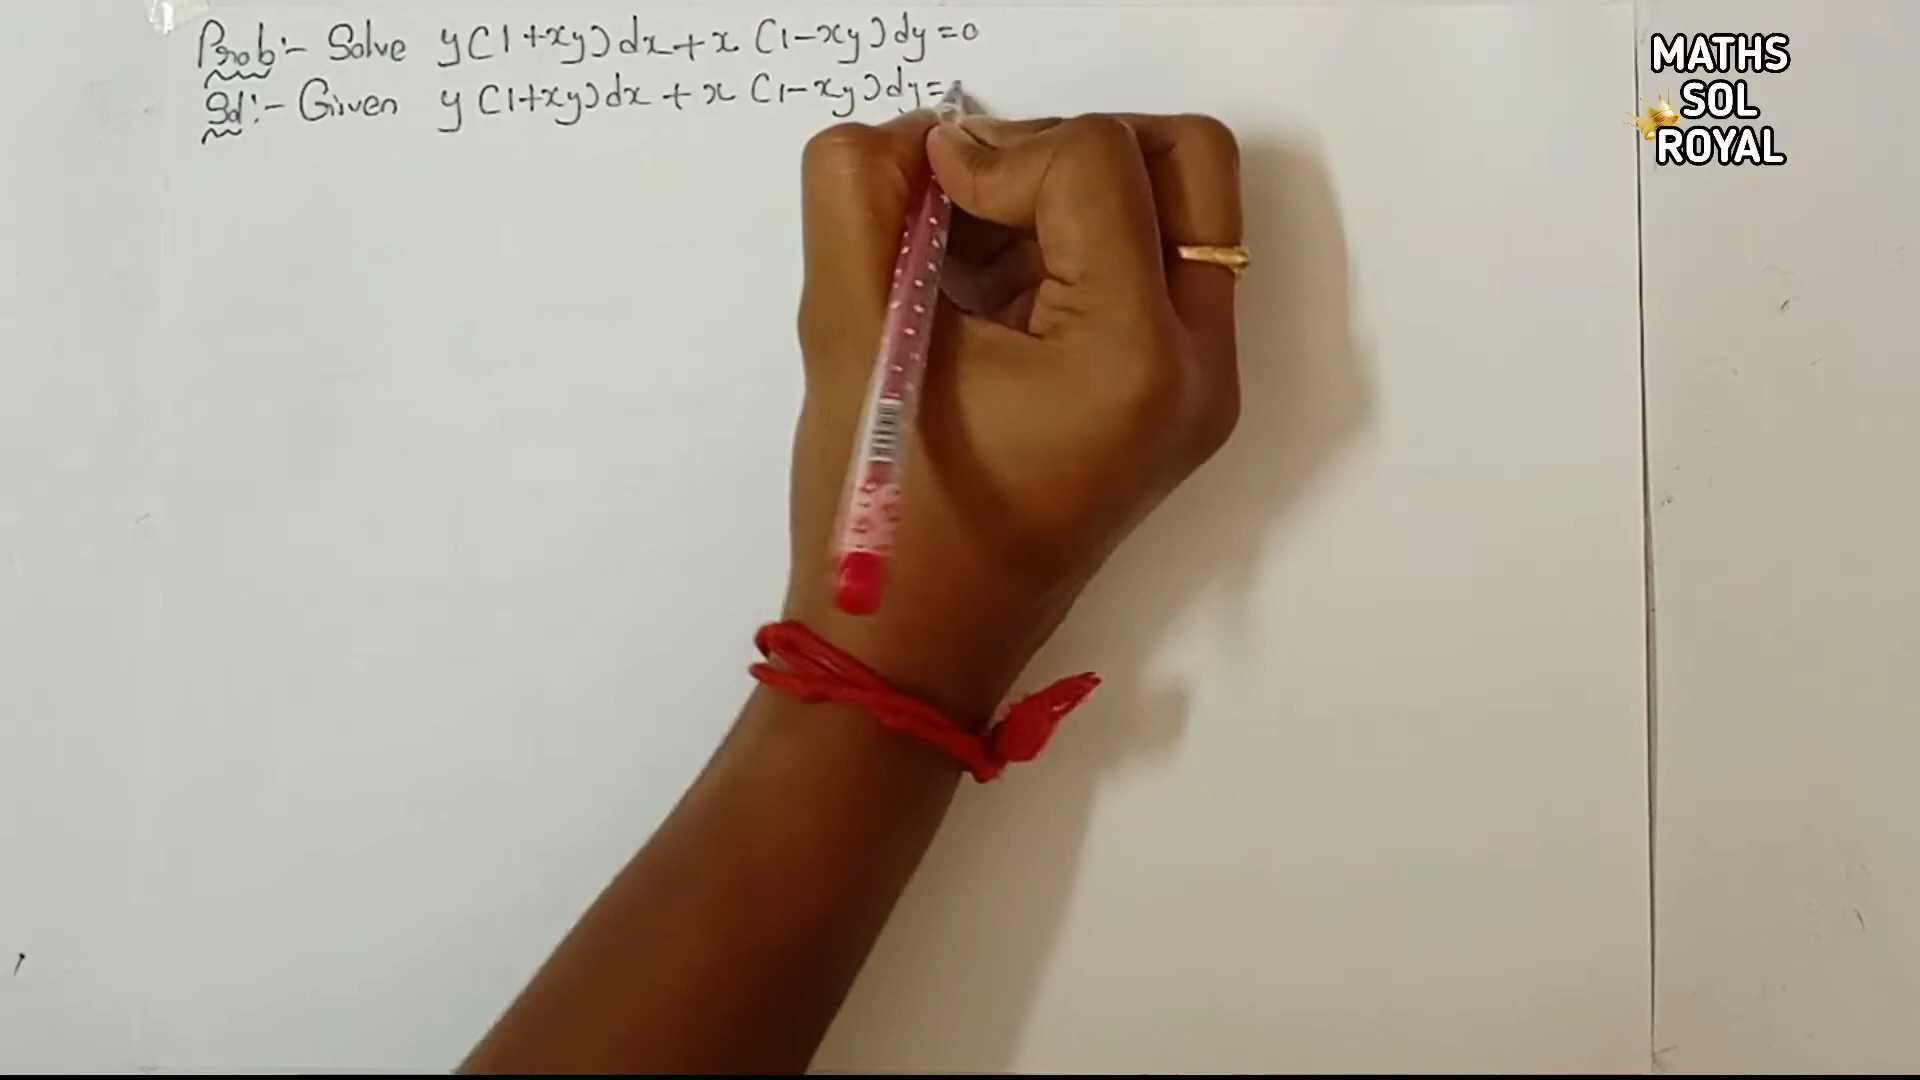 Prob:- Solve y(1+xy)dx+x(1-xy)dy=0
Sol:- Given y(1+xy)dx+x(1-xy)dy=
MATHS
SOL
ROYAL